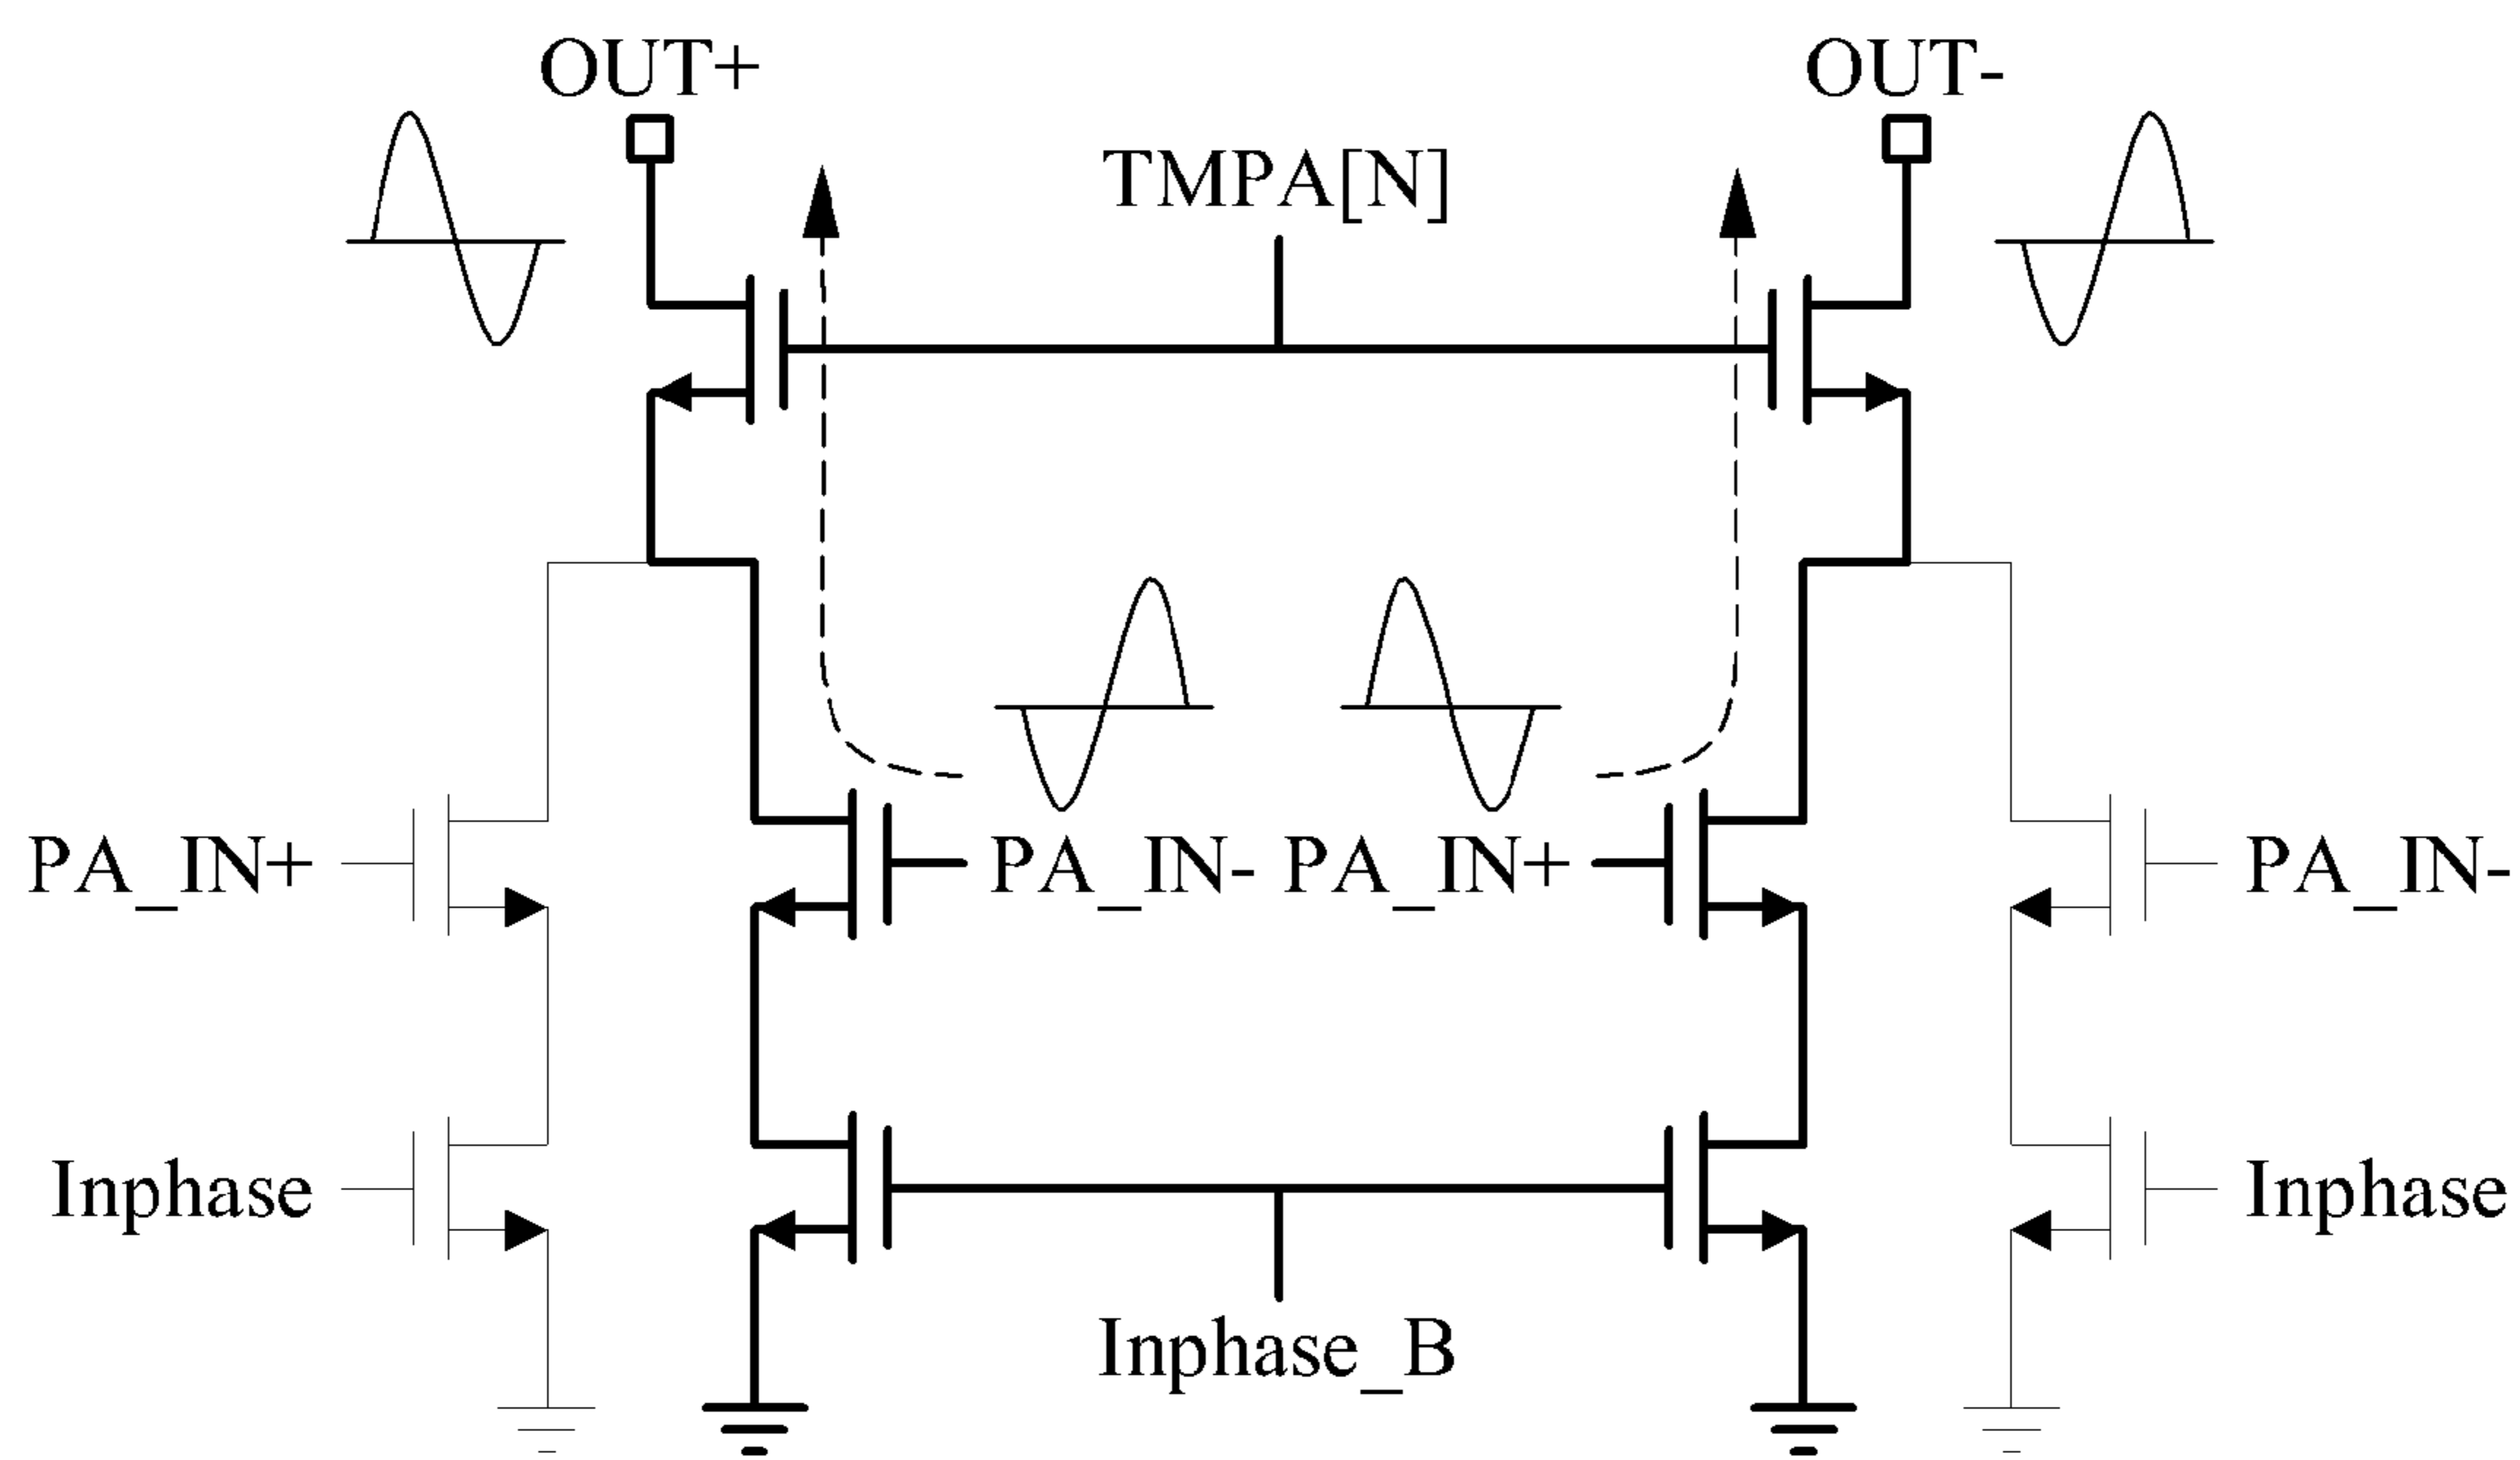 OUT+
OUT-
TMPA[N]
PA_IN+
PA_IN-
PA_IN+
PA_IN-
Inphase
Inphase
Inphase_B